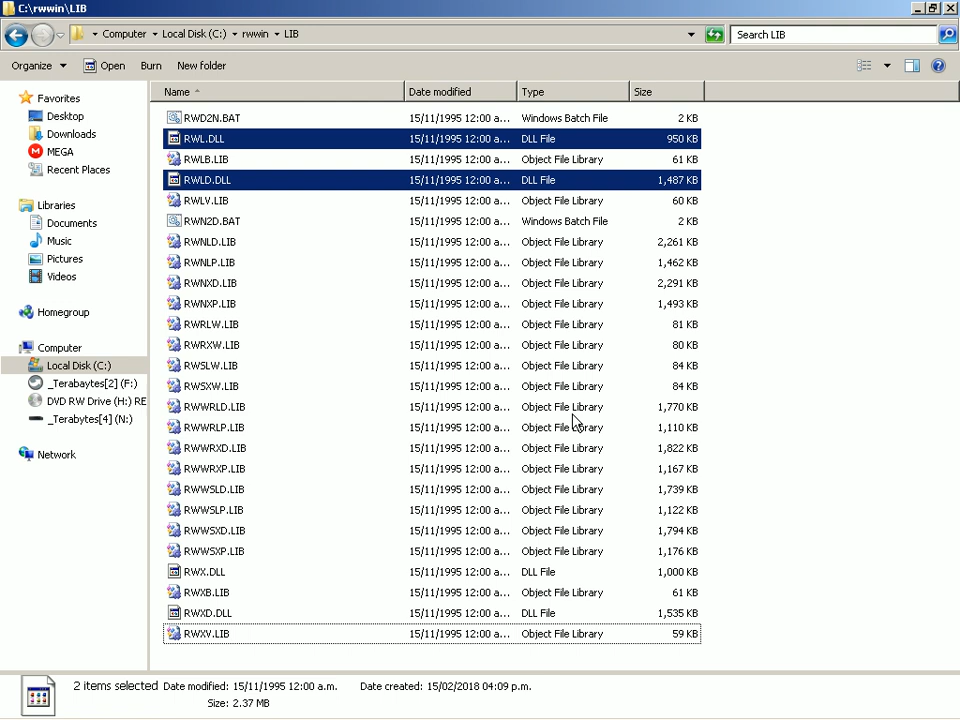 C:\rwwin\LIB
Computer Local Disk (C:) rwwin LIB
Search LIB
Organize Open Burn New folder
Name Date modified Type Size
Favorites
Desktop
Downloads
MEGA
Recent Places
Libraries
Documents
Music
Pictures
Videos
Homegroup
Computer
Local Disk (C:)
_Terabaytes[2] (F:)
DVD RW Drive (H:) RE
_Terabytes[4] (N:)
Network
RWD2N.BAT 15/11/1995 12:00 a... Windows Batch File 2 KB
RWL.DLL 15/11/1995 12:00 a... DLL File 950 KB
RWLB.LIB 15/11/1995 12:00 a... Object File Library 61 KB
RWLD.DLL 15/11/1995 12:00 a... DLL File 1,487 KB
RWLV.LIB 15/11/1995 12:00 a... Object File Library 60 KB
RWN2D.BAT 15/11/1995 12:00 a... Windows Batch File 2 KB
RWNLD.LIB 15/11/1995 12:00 a... Object File Library 2,261 KB
RWNLP.LIB 15/11/1995 12:00 a... Object File Library 1,462 KB
RWNXD.LIB 15/11/1995 12:00 a... Object File Library 2,291 KB
RWNXP.LIB 15/11/1995 12:00 a... Object File Library 1,493 KB
RWRLW.LIB 15/11/1995 12:00 a... Object File Library 81 KB
RWRXW.LIB 15/11/1995 12:00 a... Object File Library 80 KB
RWSLW.LIB 15/11/1995 12:00 a... Object File Library 84 KB
RWSXW.LIB 15/11/1995 12:00 a... Object File Library 84 KB
RWWRLD.LIB 15/11/1995 12:00 a... Object File Library 1,770 KB
RWWRLP.LIB 15/11/1995 12:00 a... Object File Library 1,110 KB
RWWRXD.LIB 15/11/1995 12:00 a... Object File Library 1,822 KB
RWWRXP.LIB 15/11/1995 12:00 a... Object File Library 1,167 KB
RWWSLD.LIB 15/11/1995 12:00 a... Object File Library 1,739 KB
RWWSLP.LIB 15/11/1995 12:00 a... Object File Library 1,122 KB
RWWSXD.LIB 15/11/1995 12:00 a... Object File Library 1,794 KB
RWWSXP.LIB 15/11/1995 12:00 a... Object File Library 1,176 KB
RWX.DLL 15/11/1995 12:00 a... DLL File 1,000 KB
RWXB.LIB 15/11/1995 12:00 a... Object File Library 61 KB
RWXD.DLL 15/11/1995 12:00 a... DLL File 1,535 KB
RWXV.LIB 15/11/1995 12:00 a... Object File Library 59 KB
2 items selected Date modified: 15/11/1995 12:00 a.m. Date created: 15/02/2018 04:09 p.m.
Size: 2.37 MB